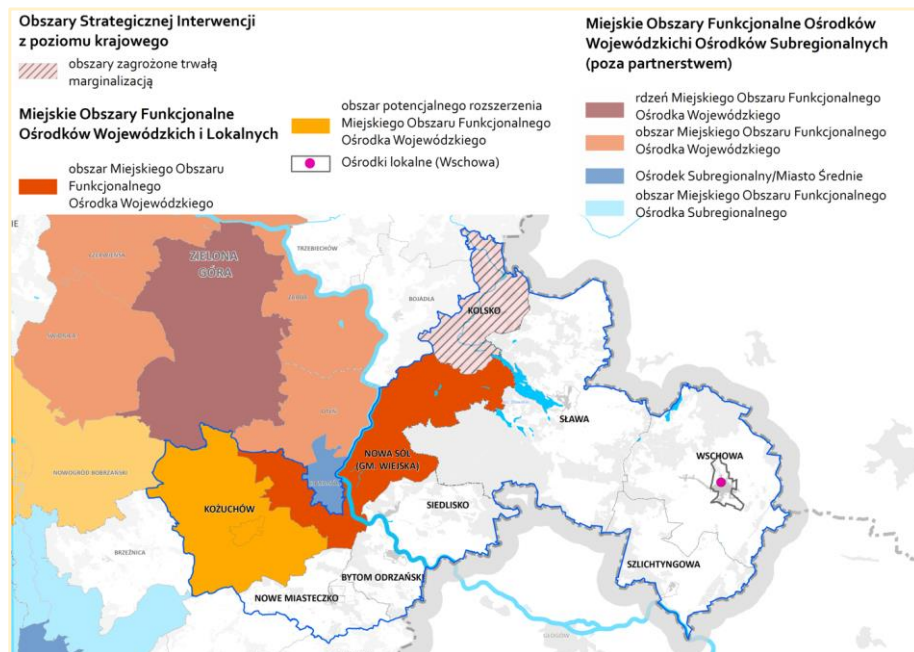 Obszary Strategicznej Interwencji
z poziomu krajowego
obszary zagrożone trwałą
marginalizacją
Miejskie Obszary Funkcjonalne
Ośrodków Wojewódzkich i Lokalnych
obszar Miejskiego Obszaru
Funkcjonalnego
Ośrodka Wojewódzkiego
obszar potencjalnego rozszerzenia
Miejskiego Obszaru Funkcjonalnego
Ośrodka Wojewódzkiego
Ośrodki lokalne (Wschowa)
Miejskie Obszary Funkcjonalne Ośrodków
Wojewódzkichi Ośrodków Subregionalnych
(poza partnerstwem)
rdzeń Miejskiego Obszaru Funkcjonalnego
Ośrodka Wojewódzkiego
obszar Miejskiego Obszaru Funkcjonalnego
Ośrodka Wojewódzkiego
Ośrodek Subregionalny/Miasto Średnie
obszar Miejskiego Obszaru Funkcjonalnego
Ośrodka Subregionalnego
TRZEBIECHÓW
ZIELONA
GÓRA
BOJADŁA
KOLSKO
SŁAWA
NOWOGRÓD BOBRZAŃSKI
NOWA SÓL
(GM. WIEJSKA)
WSCHOWA
KOŻUCHÓW
SIEDLISKO
BRZEŹNICA
SZLICHTYNGOWA
BYTOM ODRZAŃSKI
NOWE MIASTECZKO
GŁOGÓW